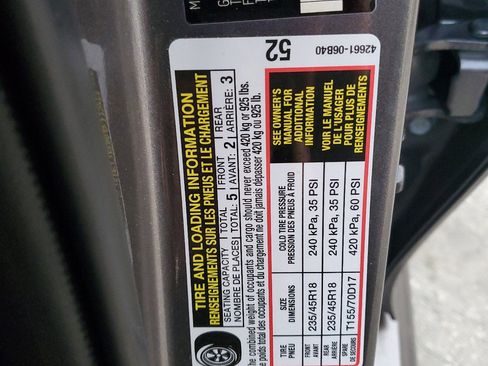 TIRE AND LOADING INFORMATION
RENSEIGNEMENTS SUR LES PNEUS ET LE CHARGEMENT
SEATING CAPACITY | TOTAL 5 | FRONT 2 | REAR 3
NOMBRE DE PLACES | TOTAL | AVANT: | ARRIÈRE:
combined weight of occupants and cargo should never exceed 420 kg or 925 lbs.
poids total des occupants et du chargement ne doit jamais dépasser 420 kg ou 925 lb.
TIRE PNEU | SIZE DIMENSIONS | COLD TIRE PRESSURE PRESSION DES PNEUS À FROID
FRONT AVANT | 235/45R18 | 240 kPa, 35 PSI
REAR ARRIÈRE | 235/45R18 | 240 kPa, 35 PSI
SPARE DE SECOURS | T155/70D17 | 420 kPa, 60 PSI
SEE OWNER'S
MANUAL FOR
ADDITIONAL
INFORMATION
VOIR LE MANUEL
DE L'USAGER
POUR PLUS DE
RENSEIGNEMENTS
52
42661-06B40